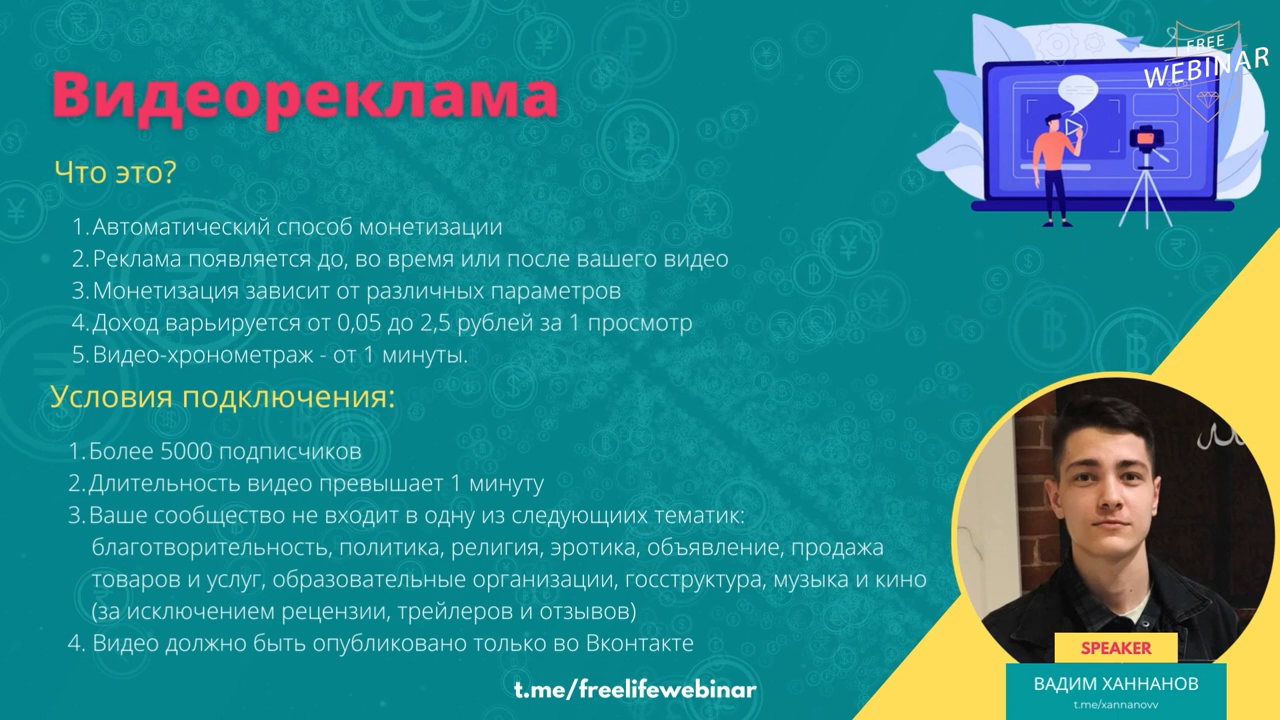 FREE
WEBINAR
Видеореклама
Что это?
1. Автоматический способ монетизации
2. Реклама появляется до, во время или после вашего видео
3. Монетизация зависит от различных параметров
4. Доход варьируется от 0,05 до 2,5 рублей за 1 просмотр
5. Видео-хронометраж - от 1 минуты.
Условия подключения:
1. Более 5000 подписчиков
2. Длительность видео превышает 1 минуту
3. Ваше сообщество не входит в одну из следующиих тематик:
благотворительность, политика, религия, эротика, объявление, продажа
товаров и услуг, образовательные организации, госструктура, музыка и кино
(за исключением рецензии, трейлеров и отзывов)
4. Видео должно быть опубликовано только во Вконтакте
t.me/freelifewebinar
SPEAKER
ВАДИМ ХАННАНОВ
t.me/xannanovv